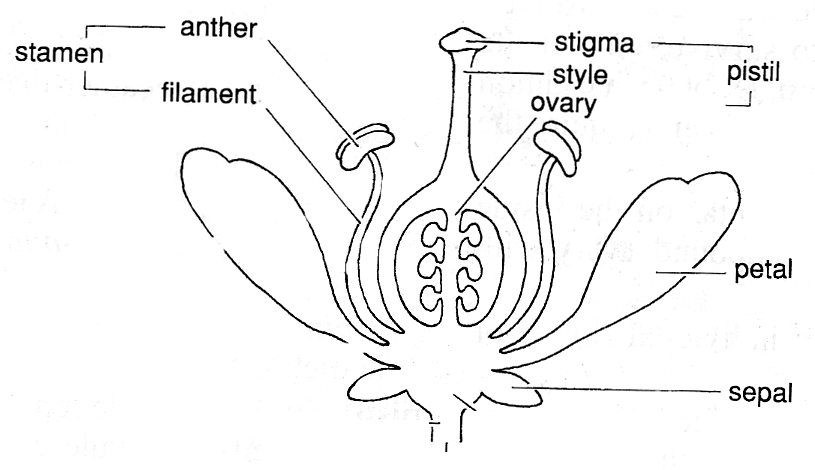 anther
stamen
filament
stigma
style
pistil
ovary
petal
sepal